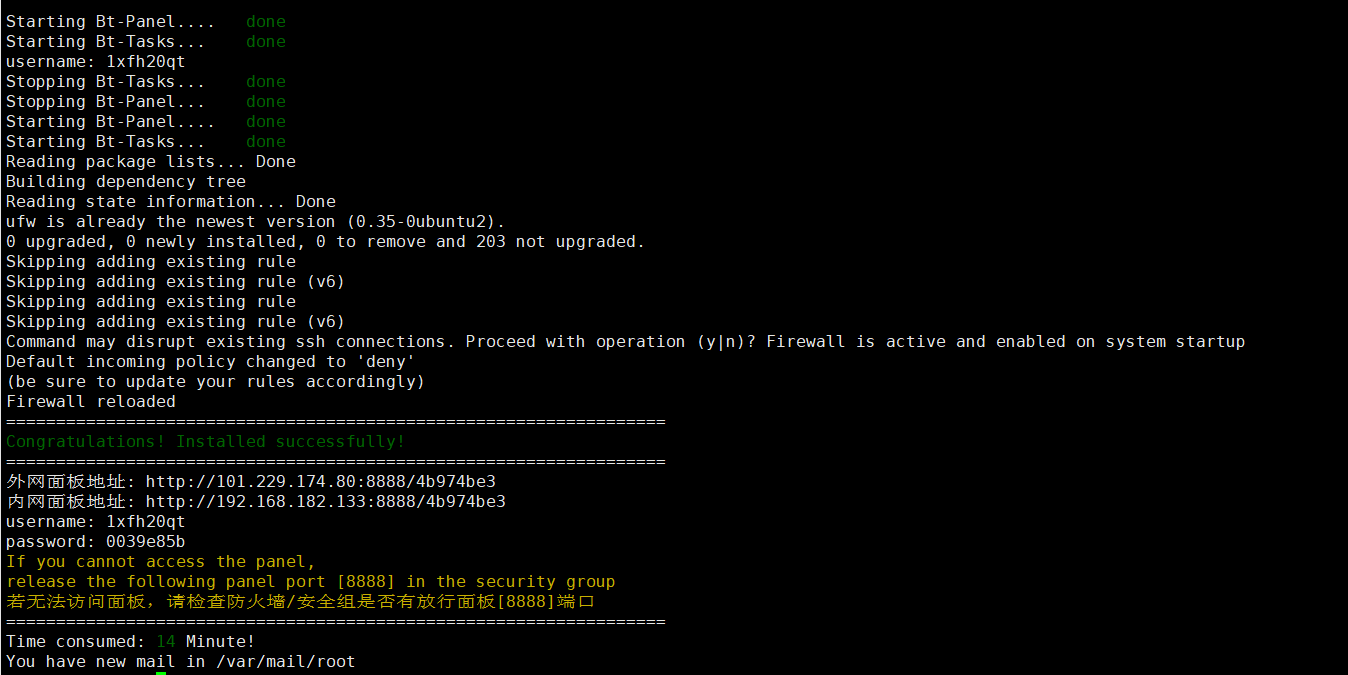 Starting Bt-Panel....	done
Starting Bt-Tasks...	done
username: 1xfh20qt
Stopping Bt-Tasks...	done
Stopping Bt-Panel...	done
Starting Bt-Panel....	done
Starting Bt-Tasks...	done
Reading package lists... Done
Building dependency tree
Reading state information... Done
ufw is already the newest version (0.35-0ubuntu2).
0 upgraded, 0 newly installed, 0 to remove and 203 not upgraded.
Skipping adding existing rule
Skipping adding existing rule (v6)
Skipping adding existing rule
Skipping adding existing rule (v6)
Command may disrupt existing ssh connections. Proceed with operation (y|n)? Firewall is active and enabled on system startup
Default incoming policy changed to 'deny'
(be sure to update your rules accordingly)
Firewall reloaded
==================================================================
Congratulations! Installed successfully!
==================================================================
外网面板地址: http://101.229.174.80:8888/4b974be3
内网面板地址: http://192.168.182.133:8888/4b974be3
username: 1xfh20qt
password: 0039e85b
If you cannot access the panel,
release the following panel port [8888] in the security group
若无法访问面板，请检查防火墙/安全组是否有放行面板[8888]端口
==================================================================
Time consumed: 14 Minute!
You have new mail in /var/mail/root